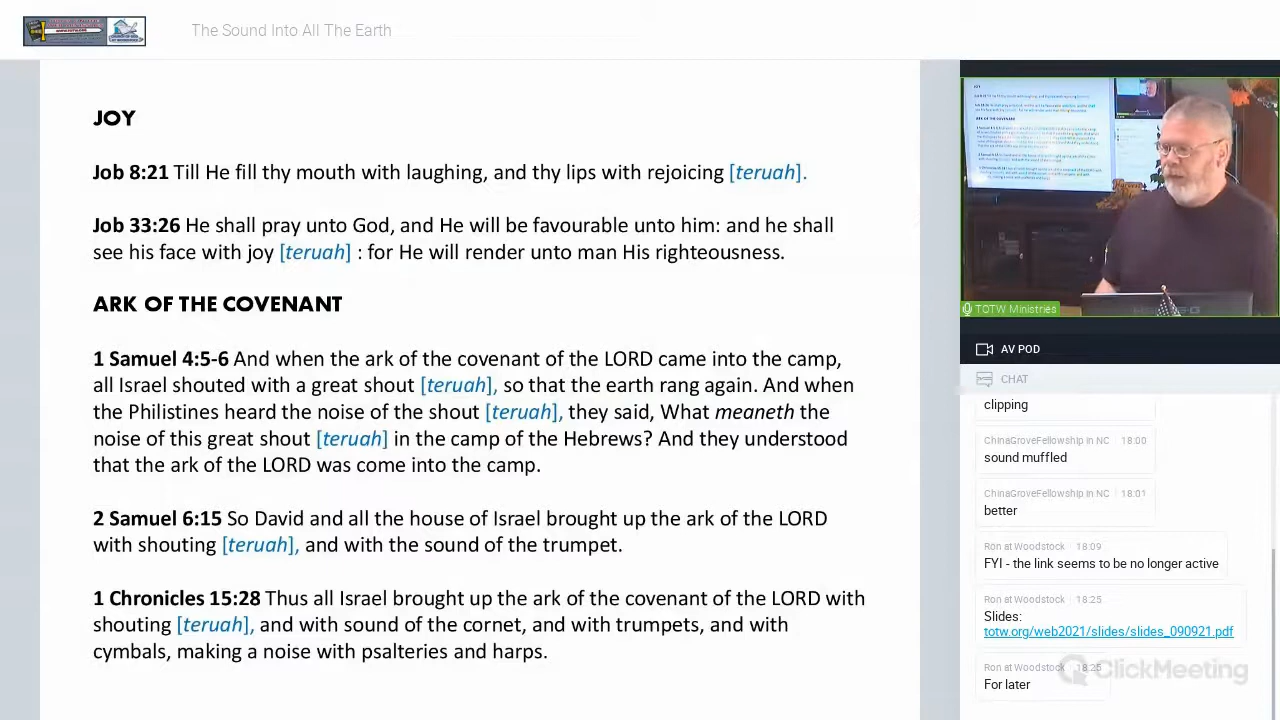 The Sound Into All The Earth
JOY
Job 8:21 Till He fill thy mouth with laughing, and thy lips with rejoicing [teruah].
Job 33:26 He shall pray unto God, and He will be favourable unto him: and he shall
see his face with joy [teruah] : for He will render unto man His righteousness.
ARK OF THE COVENANT
1 Samuel 4:5-6 And when the ark of the covenant of the LORD came into the camp,
all Israel shouted with a great shout [teruah], so that the earth rang again. And when
the Philistines heard the noise of the shout [teruah], they said, What meaneth the
noise of this great shout [teruah] in the camp of the Hebrews? And they understood
that the ark of the LORD was come into the camp.
2 Samuel 6:15 So David and all the house of Israel brought up the ark of the LORD
with shouting [teruah], and with the sound of the trumpet.
1 Chronicles 15:28 Thus all Israel brought up the ark of the covenant of the LORD with
shouting [teruah], and with sound of the cornet, and with trumpets, and with
cymbals, making a noise with psalteries and harps.
TOTW Ministries
AV POD
CHAT
clipping
ChinaGroveFellowship in NC 18:00
sound muffled
ChinaGroveFellowship in NC 18:01
better
Ron at Woodstock 18:09
FYI - the link seems to be no longer active
Ron at Woodstock 18:25
Slides:
totw.org/web2021/slides/slides_090921.pdf
Ron at Woodstock 18:25
For later
ClickMeeting